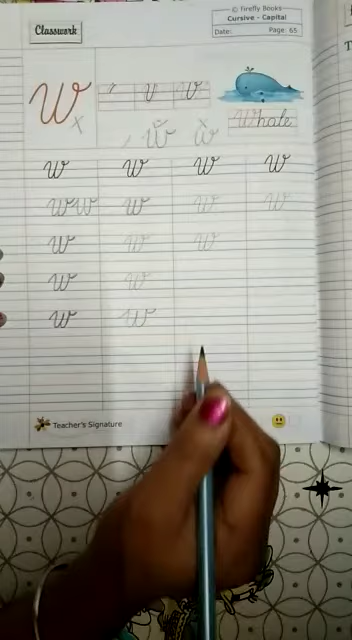 Classwork
© Firefly Books
Cursive - Capital
Date: Page: 65
W
W W
Whale
W W W W
W W W W W
W W W
W W
W W
Teacher's Signature